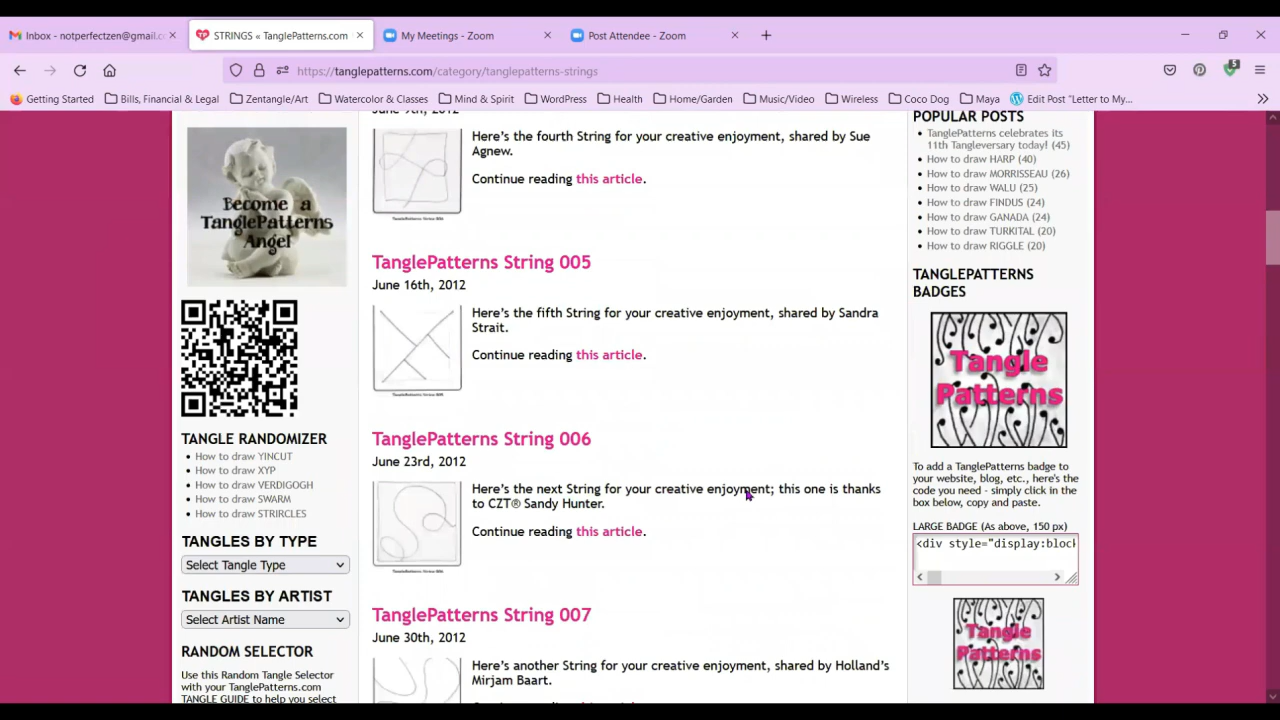 Inbox - notperfectzen@gmail.c
STRINGS « TanglePatterns.com
My Meetings - Zoom
Post Attendee - Zoom
https://tanglepatterns.com/category/tanglepatterns-strings
5
Getting Started
Bills, Financial & Legal
Zentangle/Art
Watercolor & Classes
Mind & Spirit
WordPress
Health
Home/Garden
Music/Video
Wireless
Coco Dog
Maya
Edit Post "Letter to My...
Become a
TanglePatterns
Angel
TANGLE RANDOMIZER
How to draw YINCUT
How to draw XYP
How to draw VERDIGOGH
How to draw SWARM
How to draw STRIRCLES
TANGLES BY TYPE
Select Tangle Type
TANGLES BY ARTIST
Select Artist Name
RANDOM SELECTOR
Use this Random Tangle Selector
with your TanglePatterns.com
TANGLE GUIDE to help you select
June 9th, 2012
Here's the fourth String for your creative enjoyment, shared by Sue
Agnew.
Continue reading this article.
TanglePatterns String 005
June 16th, 2012
Here's the fifth String for your creative enjoyment, shared by Sandra
Strait.
Continue reading this article.
TanglePatterns String 006
June 23rd, 2012
Here's the next String for your creative enjoyment; this one is thanks
to CZT® Sandy Hunter.
Continue reading this article.
TanglePatterns String 007
June 30th, 2012
Here's another String for your creative enjoyment, shared by Holland's
Mirjam Baart.
POPULAR POSTS
TanglePatterns celebrates its
11th Tangleversary today! (45)
How to draw HARP (40)
How to draw MORRISSEAU (26)
How to draw WALU (25)
How to draw FINDUS (24)
How to draw GANADA (24)
How to draw TURKITAL (20)
How to draw RIGGLE (20)
TANGLEPATTERNS
BADGES
Tangle
Patterns
To add a TanglePatterns badge to
your website, blog, etc., here's the
code you need - simply click in the
box below, copy and paste.
LARGE BADGE (As above, 150 px)
<div style="display:block
Tangle
Patterns